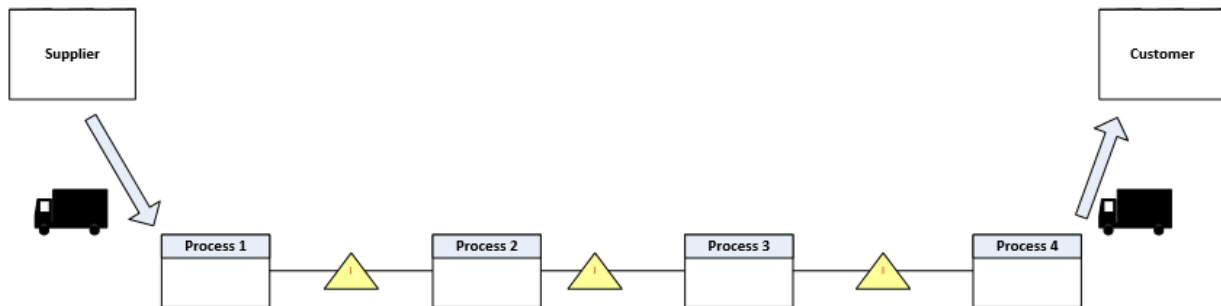 Supplier
Customer
Process 1
I
Process 2
I
Process 3
I
Process 4